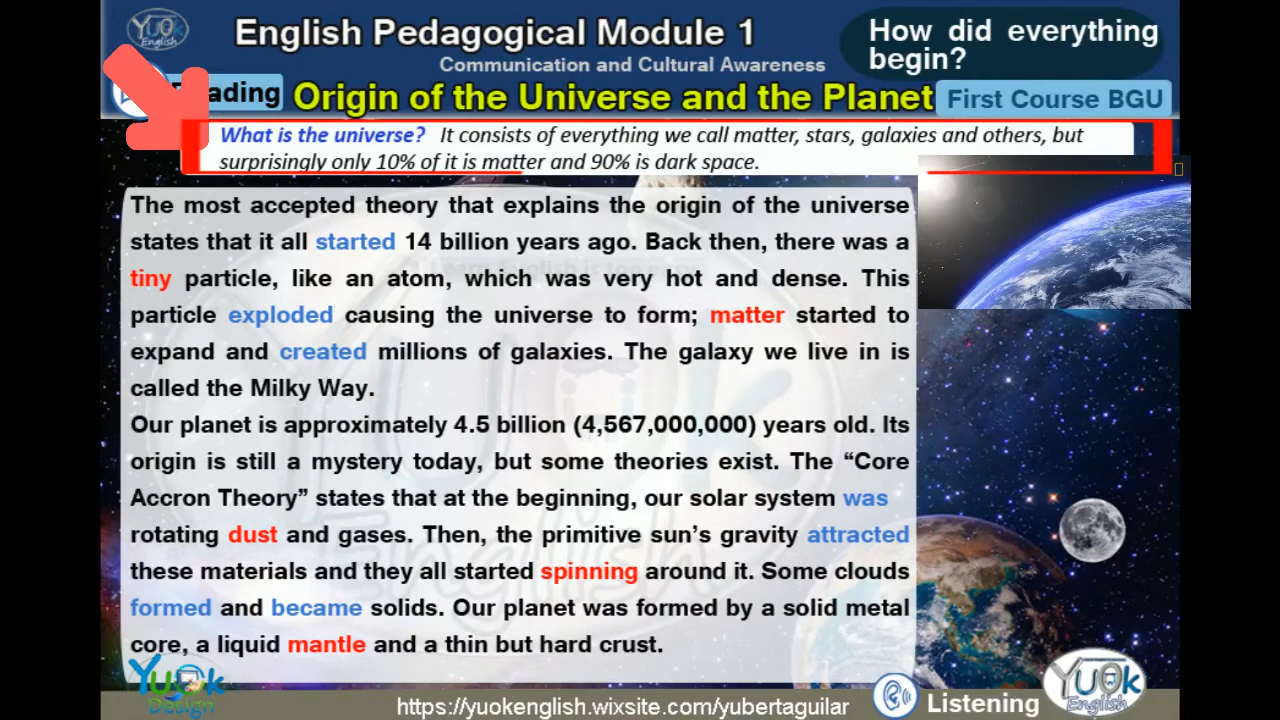 YUOk
English
English Pedagogical Module 1
Communication and Cultural Awareness
How did everything
begin?
ading
Origin of the Universe and the Planet
First Course BGU
What is the universe? It consists of everything we call matter, stars, galaxies and others, but
surprisingly only 10% of it is matter and 90% is dark space.
The most accepted theory that explains the origin of the universe
states that it all started 14 billion years ago. Back then, there was a
tiny particle, like an atom, which was very hot and dense. This
particle exploded causing the universe to form; matter started to
expand and created millions of galaxies. The galaxy we live in is
called the Milky Way.
Our planet is approximately 4.5 billion (4,567,000,000) years old. Its
origin is still a mystery today, but some theories exist. The “Core
Accron Theory” states that at the beginning, our solar system was
rotating dust and gases. Then, the primitive sun’s gravity attracted
these materials and they all started spinning around it. Some clouds
formed and became solids. Our planet was formed by a solid metal
core, a liquid mantle and a thin but hard crust.
YUOk
Design
https://yuokenglish.wixsite.com/yubertaguilar
Listening
YUOk
English